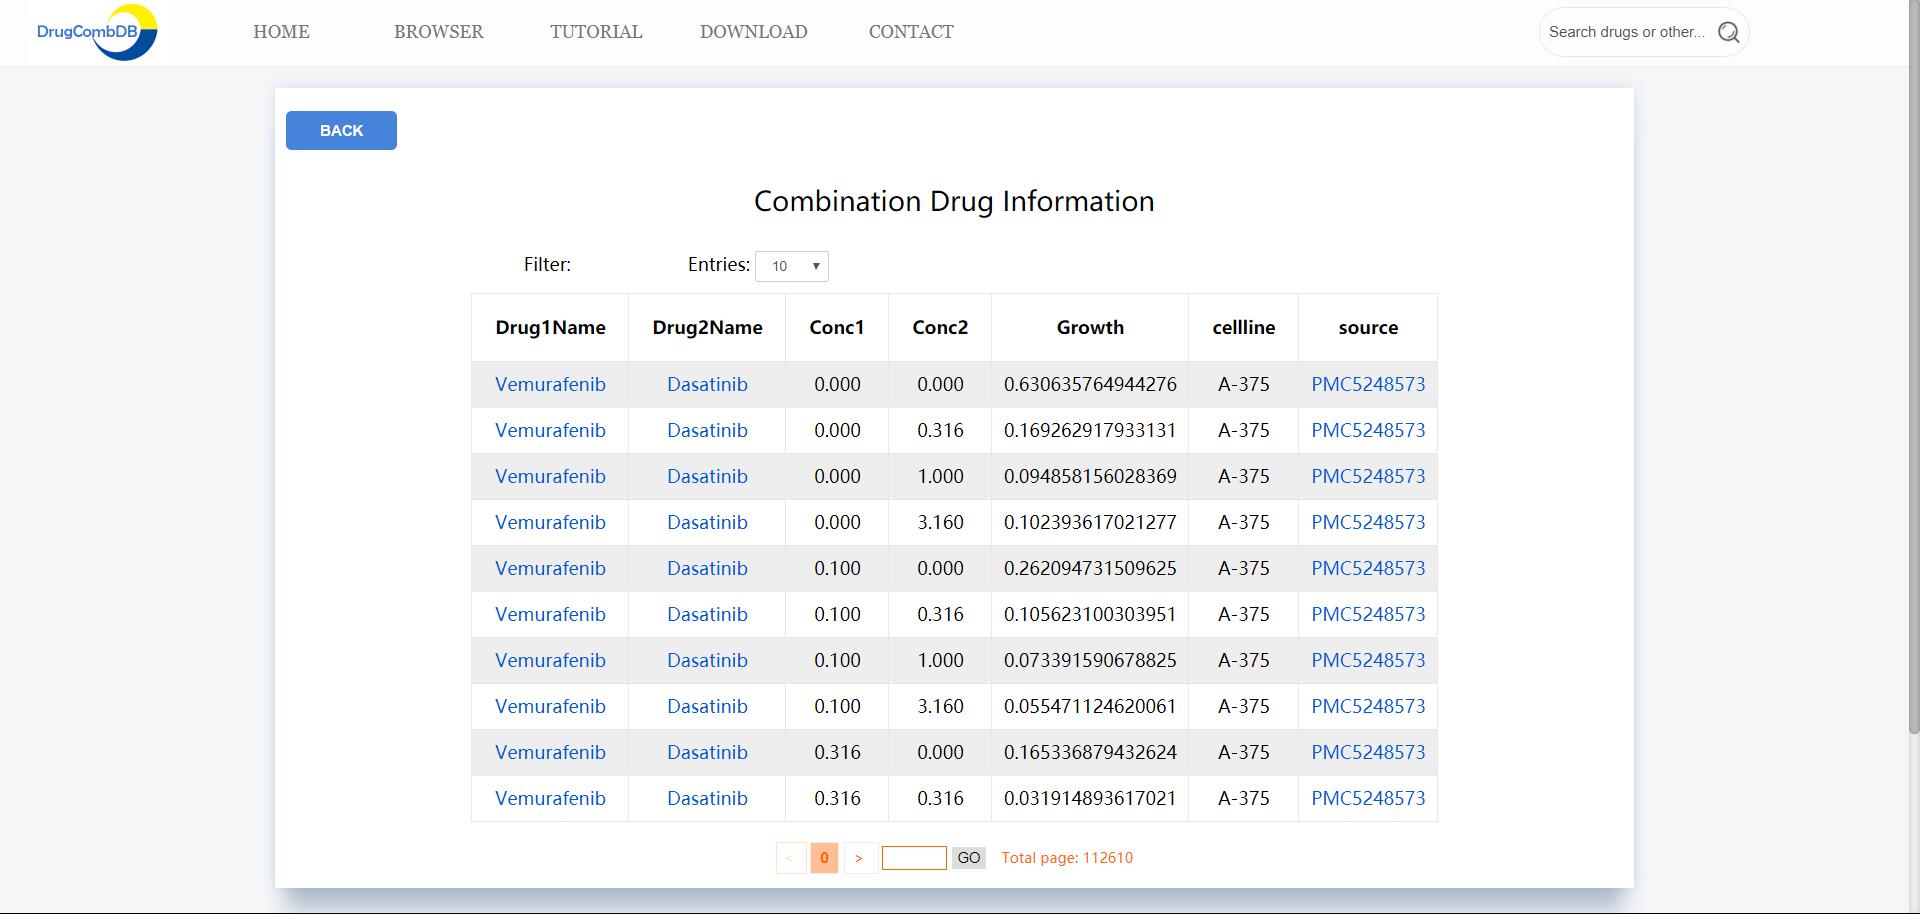 DrugCombDB HOME BROWSER TUTORIAL DOWNLOAD CONTACT Search drugs or other...
BACK
Combination Drug Information
Filter: Entries: 10
Drug1Name Drug2Name Conc1 Conc2 Growth cellline source
Vemurafenib Dasatinib 0.000 0.000 0.630635764944276 A-375 PMC5248573
Vemurafenib Dasatinib 0.000 0.316 0.169262917933131 A-375 PMC5248573
Vemurafenib Dasatinib 0.000 1.000 0.094858156028369 A-375 PMC5248573
Vemurafenib Dasatinib 0.000 3.160 0.102393617021277 A-375 PMC5248573
Vemurafenib Dasatinib 0.100 0.000 0.262094731509625 A-375 PMC5248573
Vemurafenib Dasatinib 0.100 0.316 0.105623100303951 A-375 PMC5248573
Vemurafenib Dasatinib 0.100 1.000 0.073391590678825 A-375 PMC5248573
Vemurafenib Dasatinib 0.100 3.160 0.055471124620061 A-375 PMC5248573
Vemurafenib Dasatinib 0.316 0.000 0.165336879432624 A-375 PMC5248573
Vemurafenib Dasatinib 0.316 0.316 0.031914893617021 A-375 PMC5248573
< 0 > GO Total page: 112610